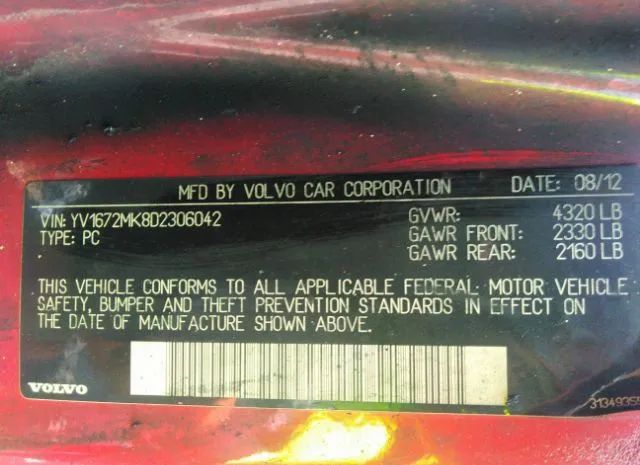 MFD BY VOLVO CAR CORPORATION DATE: 08/12
VIN: YV1672MK8D2306042 GVWR: 4320 LB
TYPE: PC GAWR FRONT: 2330 LB
GAWR REAR: 2160 LB
THIS VEHICLE CONFORMS TO ALL APPLICABLE FEDERAL MOTOR VEHICLE
SAFETY, BUMPER AND THEFT PREVENTION STANDARDS IN EFFECT ON
THE DATE OF MANUFACTURE SHOWN ABOVE.
VOLVO